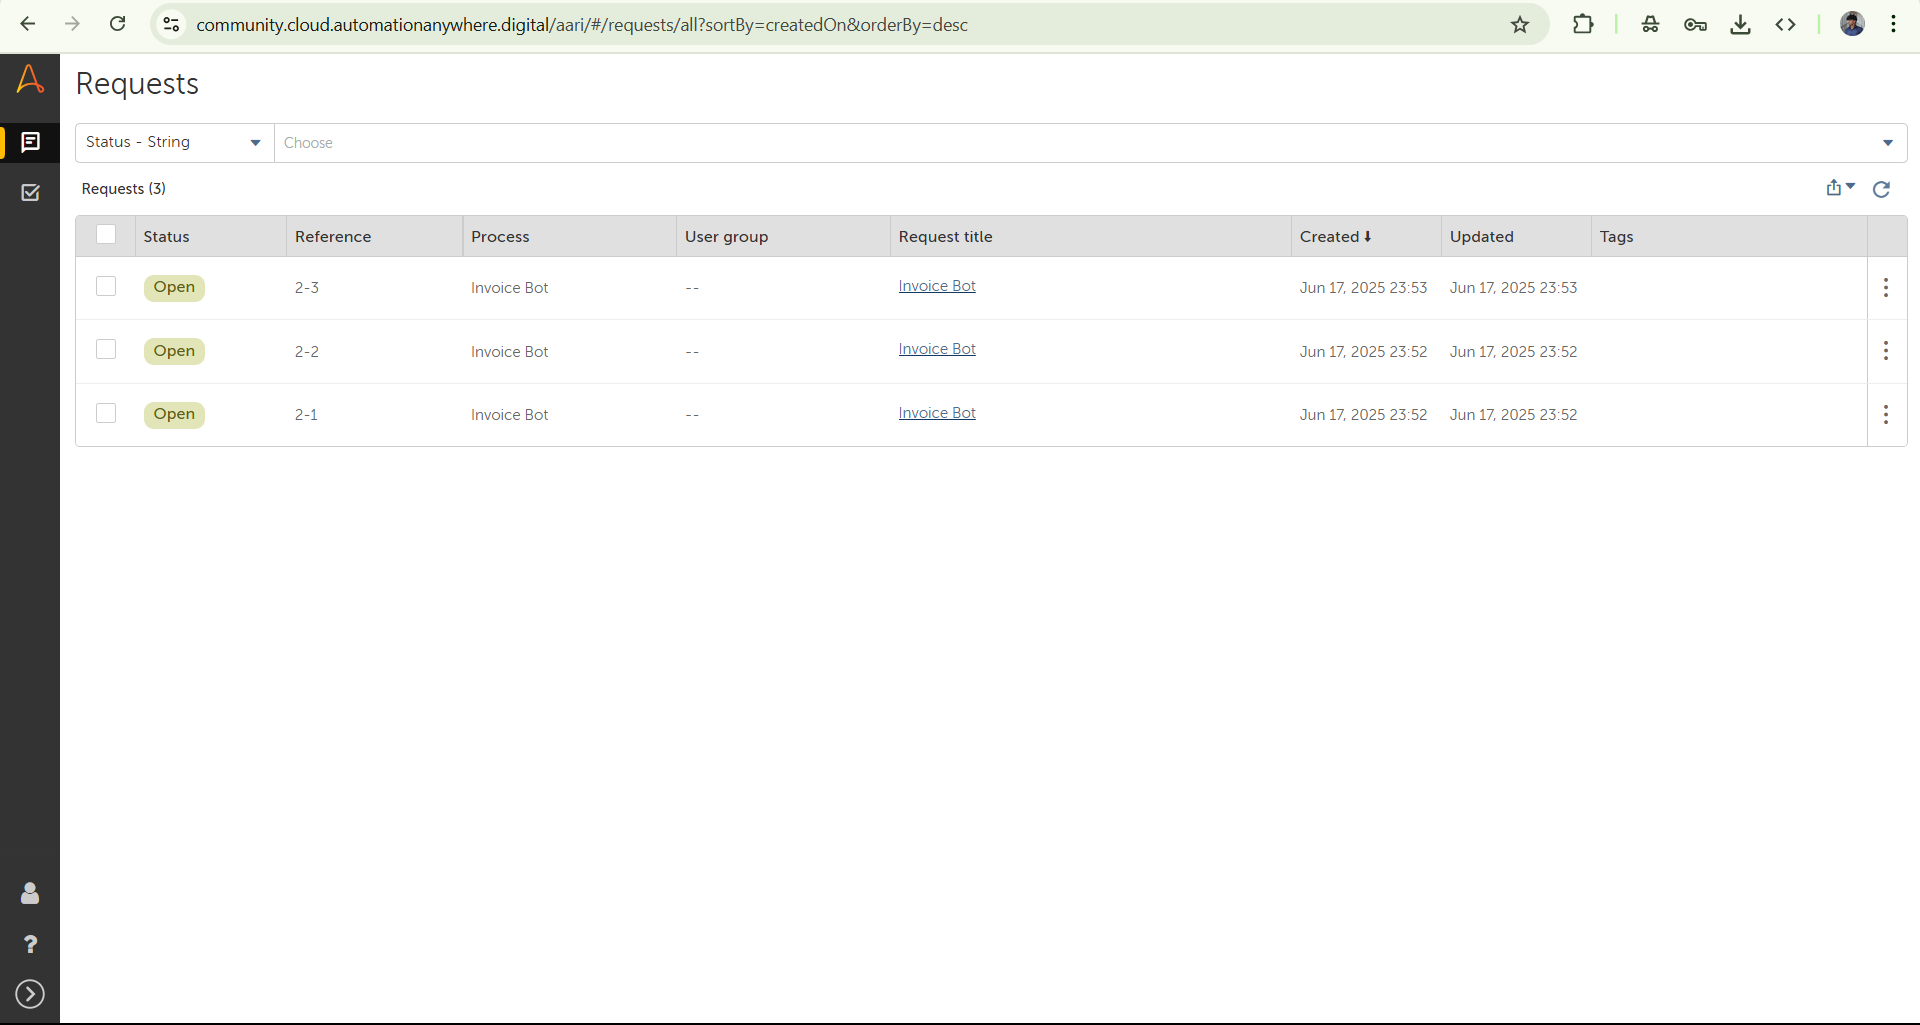 community.cloud.automationanywhere.digital/aari/#/requests/all?sortBy=createdOn&orderBy=desc
Requests
Status - String Choose
Requests (3)
Status Reference Process User group Request title Created Updated Tags
Open 2-3 Invoice Bot -- Invoice Bot Jun 17, 2025 23:53 Jun 17, 2025 23:53
Open 2-2 Invoice Bot -- Invoice Bot Jun 17, 2025 23:52 Jun 17, 2025 23:52
Open 2-1 Invoice Bot -- Invoice Bot Jun 17, 2025 23:52 Jun 17, 2025 23:52